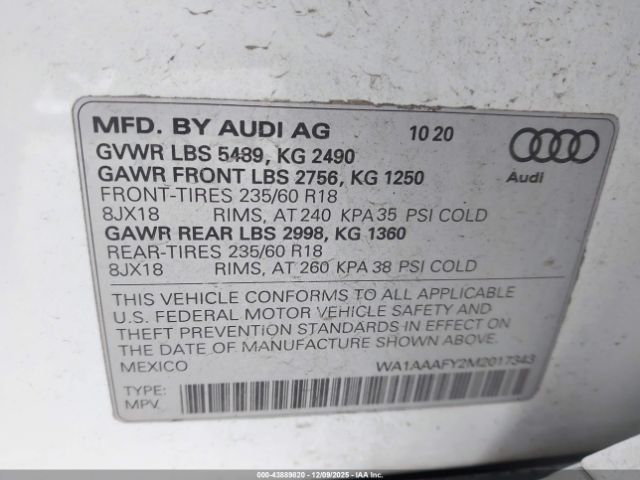 MFD. BY AUDI AG 10 20
GVWR LBS 5489, KG 2490
GAWR FRONT LBS 2756, KG 1250
Audi
FRONT-TIRES 235/60 R18
8JX18 RIMS, AT 240 KPA 35 PSI COLD
GAWR REAR LBS 2998, KG 1360
REAR-TIRES 235/60 R18
8JX18 RIMS, AT 260 KPA 38 PSI COLD
THIS VEHICLE CONFORMS TO ALL APPLICABLE
U.S. FEDERAL MOTOR VEHICLE SAFETY AND
THEFT PREVENTION STANDARDS IN EFFECT ON
THE DATE OF MANUFACTURE SHOWN ABOVE.
MEXICO WA1AAAFY2M2017343
TYPE:
MPV
000-43889820 - 12/09/2025 - IAAI.COM